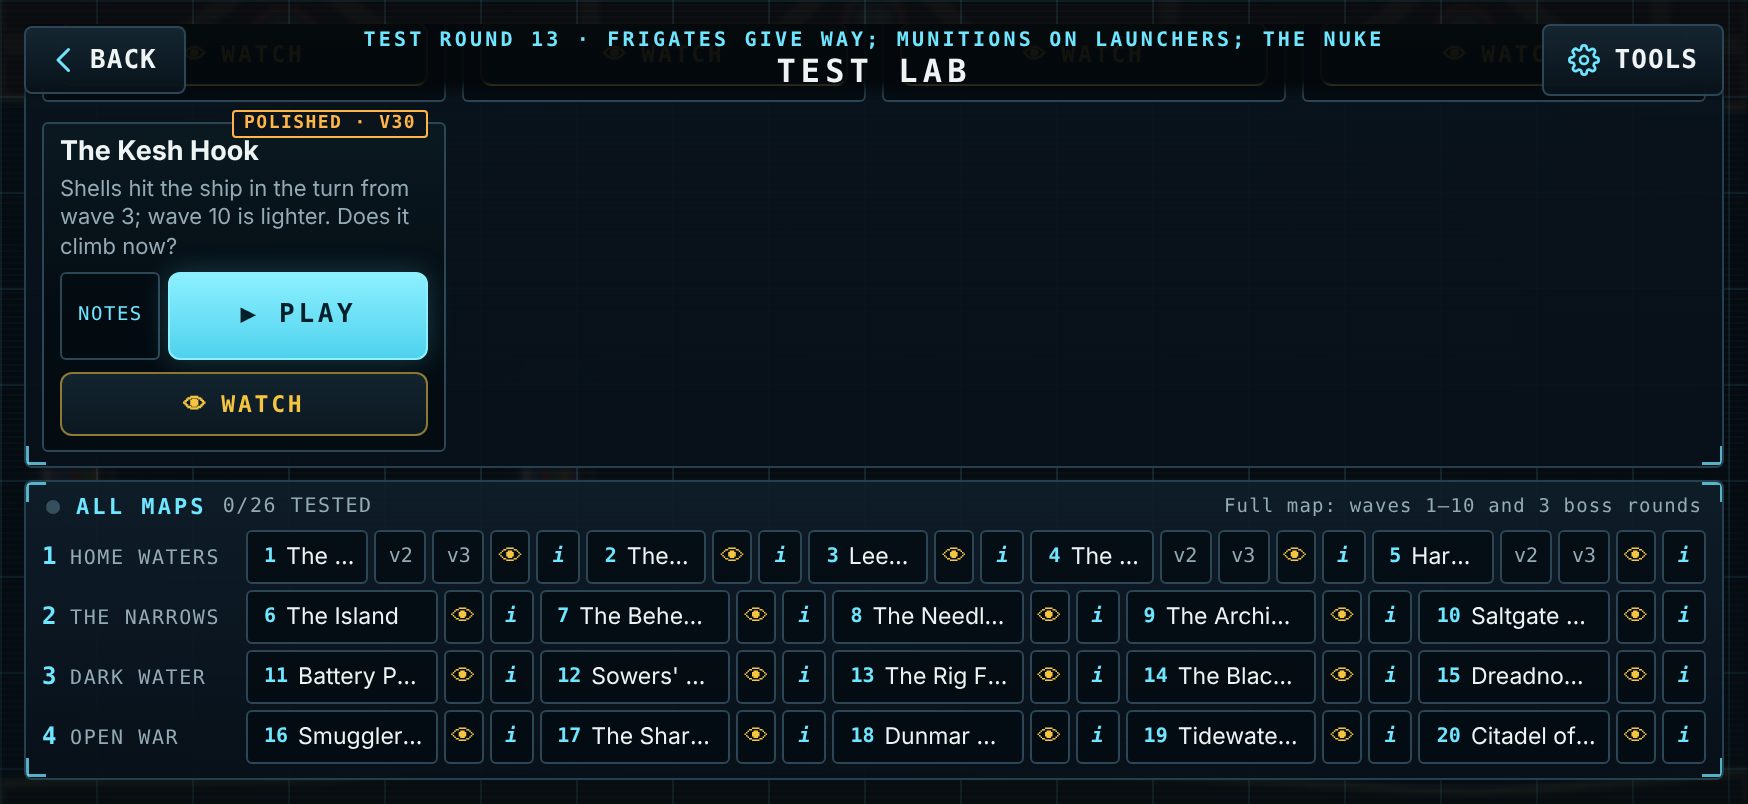 TEST ROUND 13 · FRIGATES GIVE WAY; MUNITIONS ON LAUNCHERS; THE NUKE
BACK
TEST LAB
TOOLS
WATCH
WATCH
WATCH
WATCH
POLISHED · V30
The Kesh Hook
Shells hit the ship in the turn from
wave 3; wave 10 is lighter. Does it
climb now?
NOTES
▶ PLAY
WATCH
ALL MAPS 0/26 TESTED
Full map: waves 1–10 and 3 boss rounds
1 HOME WATERS 1 The ... v2 v3 i 2 The... i 3 Lee... i 4 The ... v2 v3 i 5 Har... v2 v3 i
2 THE NARROWS 6 The Island i 7 The Behe... i 8 The Needl... i 9 The Archi... i 10 Saltgate ... i
3 DARK WATER 11 Battery P... i 12 Sowers' ... i 13 The Rig F... i 14 The Blac... i 15 Dreadno... i
4 OPEN WAR 16 Smuggler... i 17 The Shar... i 18 Dunmar ... i 19 Tidewate... i 20 Citadel of... i